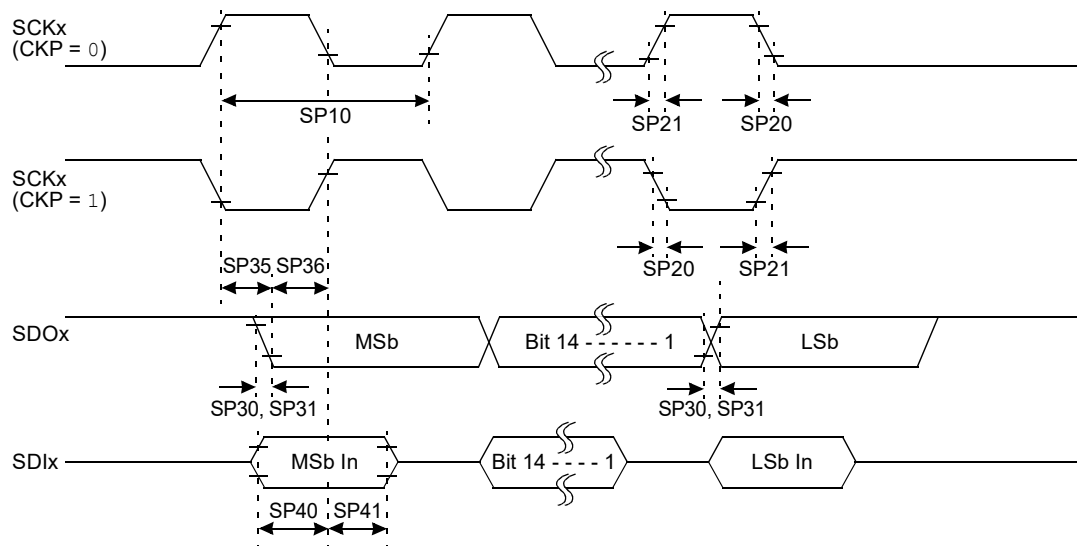 SCKx
(CKP = 0)
SP10
SP21
SP20
SCKx
(CKP = 1)
SP35 SP36
SP20
SP21
SDOx
MSb
Bit 14 - - - - - - 1
LSb
SP30, SP31
SP30, SP31
SDIx
MSb In
Bit 14 - - - - 1
LSb In
SP40 SP41